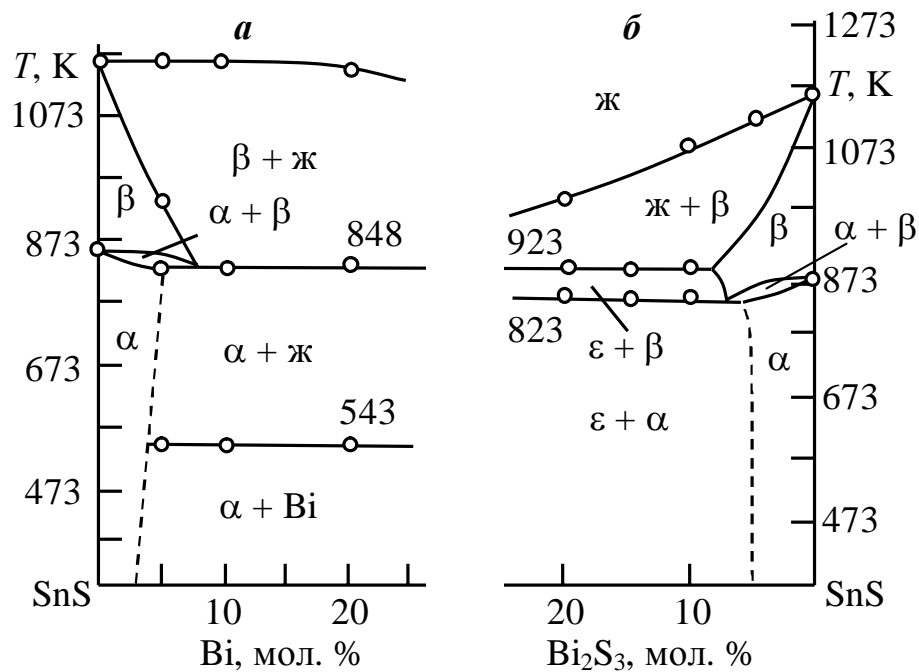 а
T, К
1073
873
673
473
β + ж
β
α + β
848
α
α + ж
543
α + Bi
SnS
10
20
Bi, мол. %
б
1273
T, К
1073
873
673
473
ж
ж + β
β
α + β
923
823
ε + β
α
ε + α
20
10
SnS
Bi₂S₃, мол. %